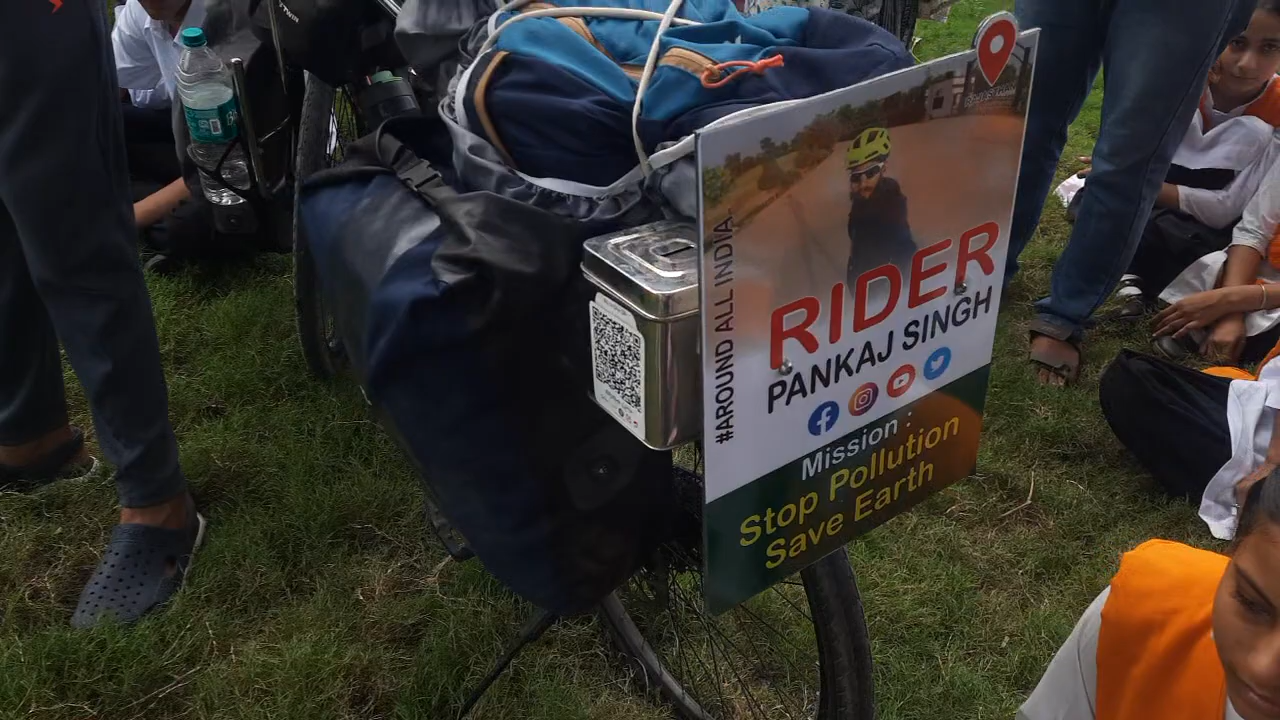 #AROUND ALL INDIA.
RIDER
PANKAJ SINGH
Mission :
Stop Pollution
Save Earth